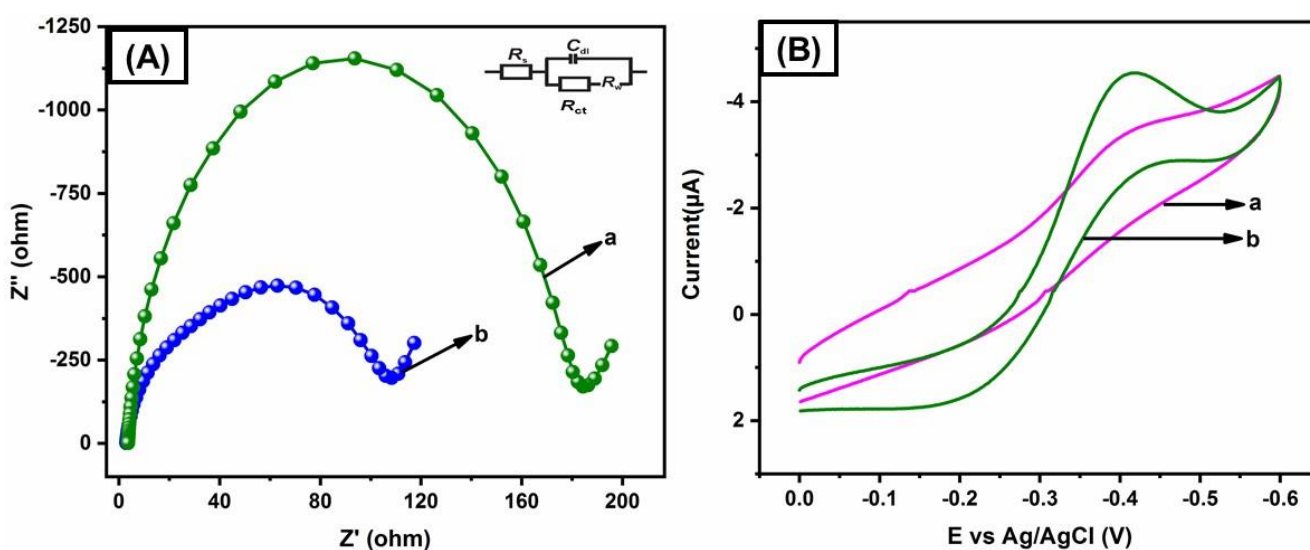 (A)
-1250
-1000
-750
-500
-250
0
Z'' (ohm)
0
40
80
120
160
200
Z' (ohm)
Rs
Cdl
Rct
Rw
a
b
(B)
-4
-2
0
2
Current(µA)
0.0
-0.1
-0.2
-0.3
-0.4
-0.5
-0.6
E vs Ag/AgCl (V)
a
b